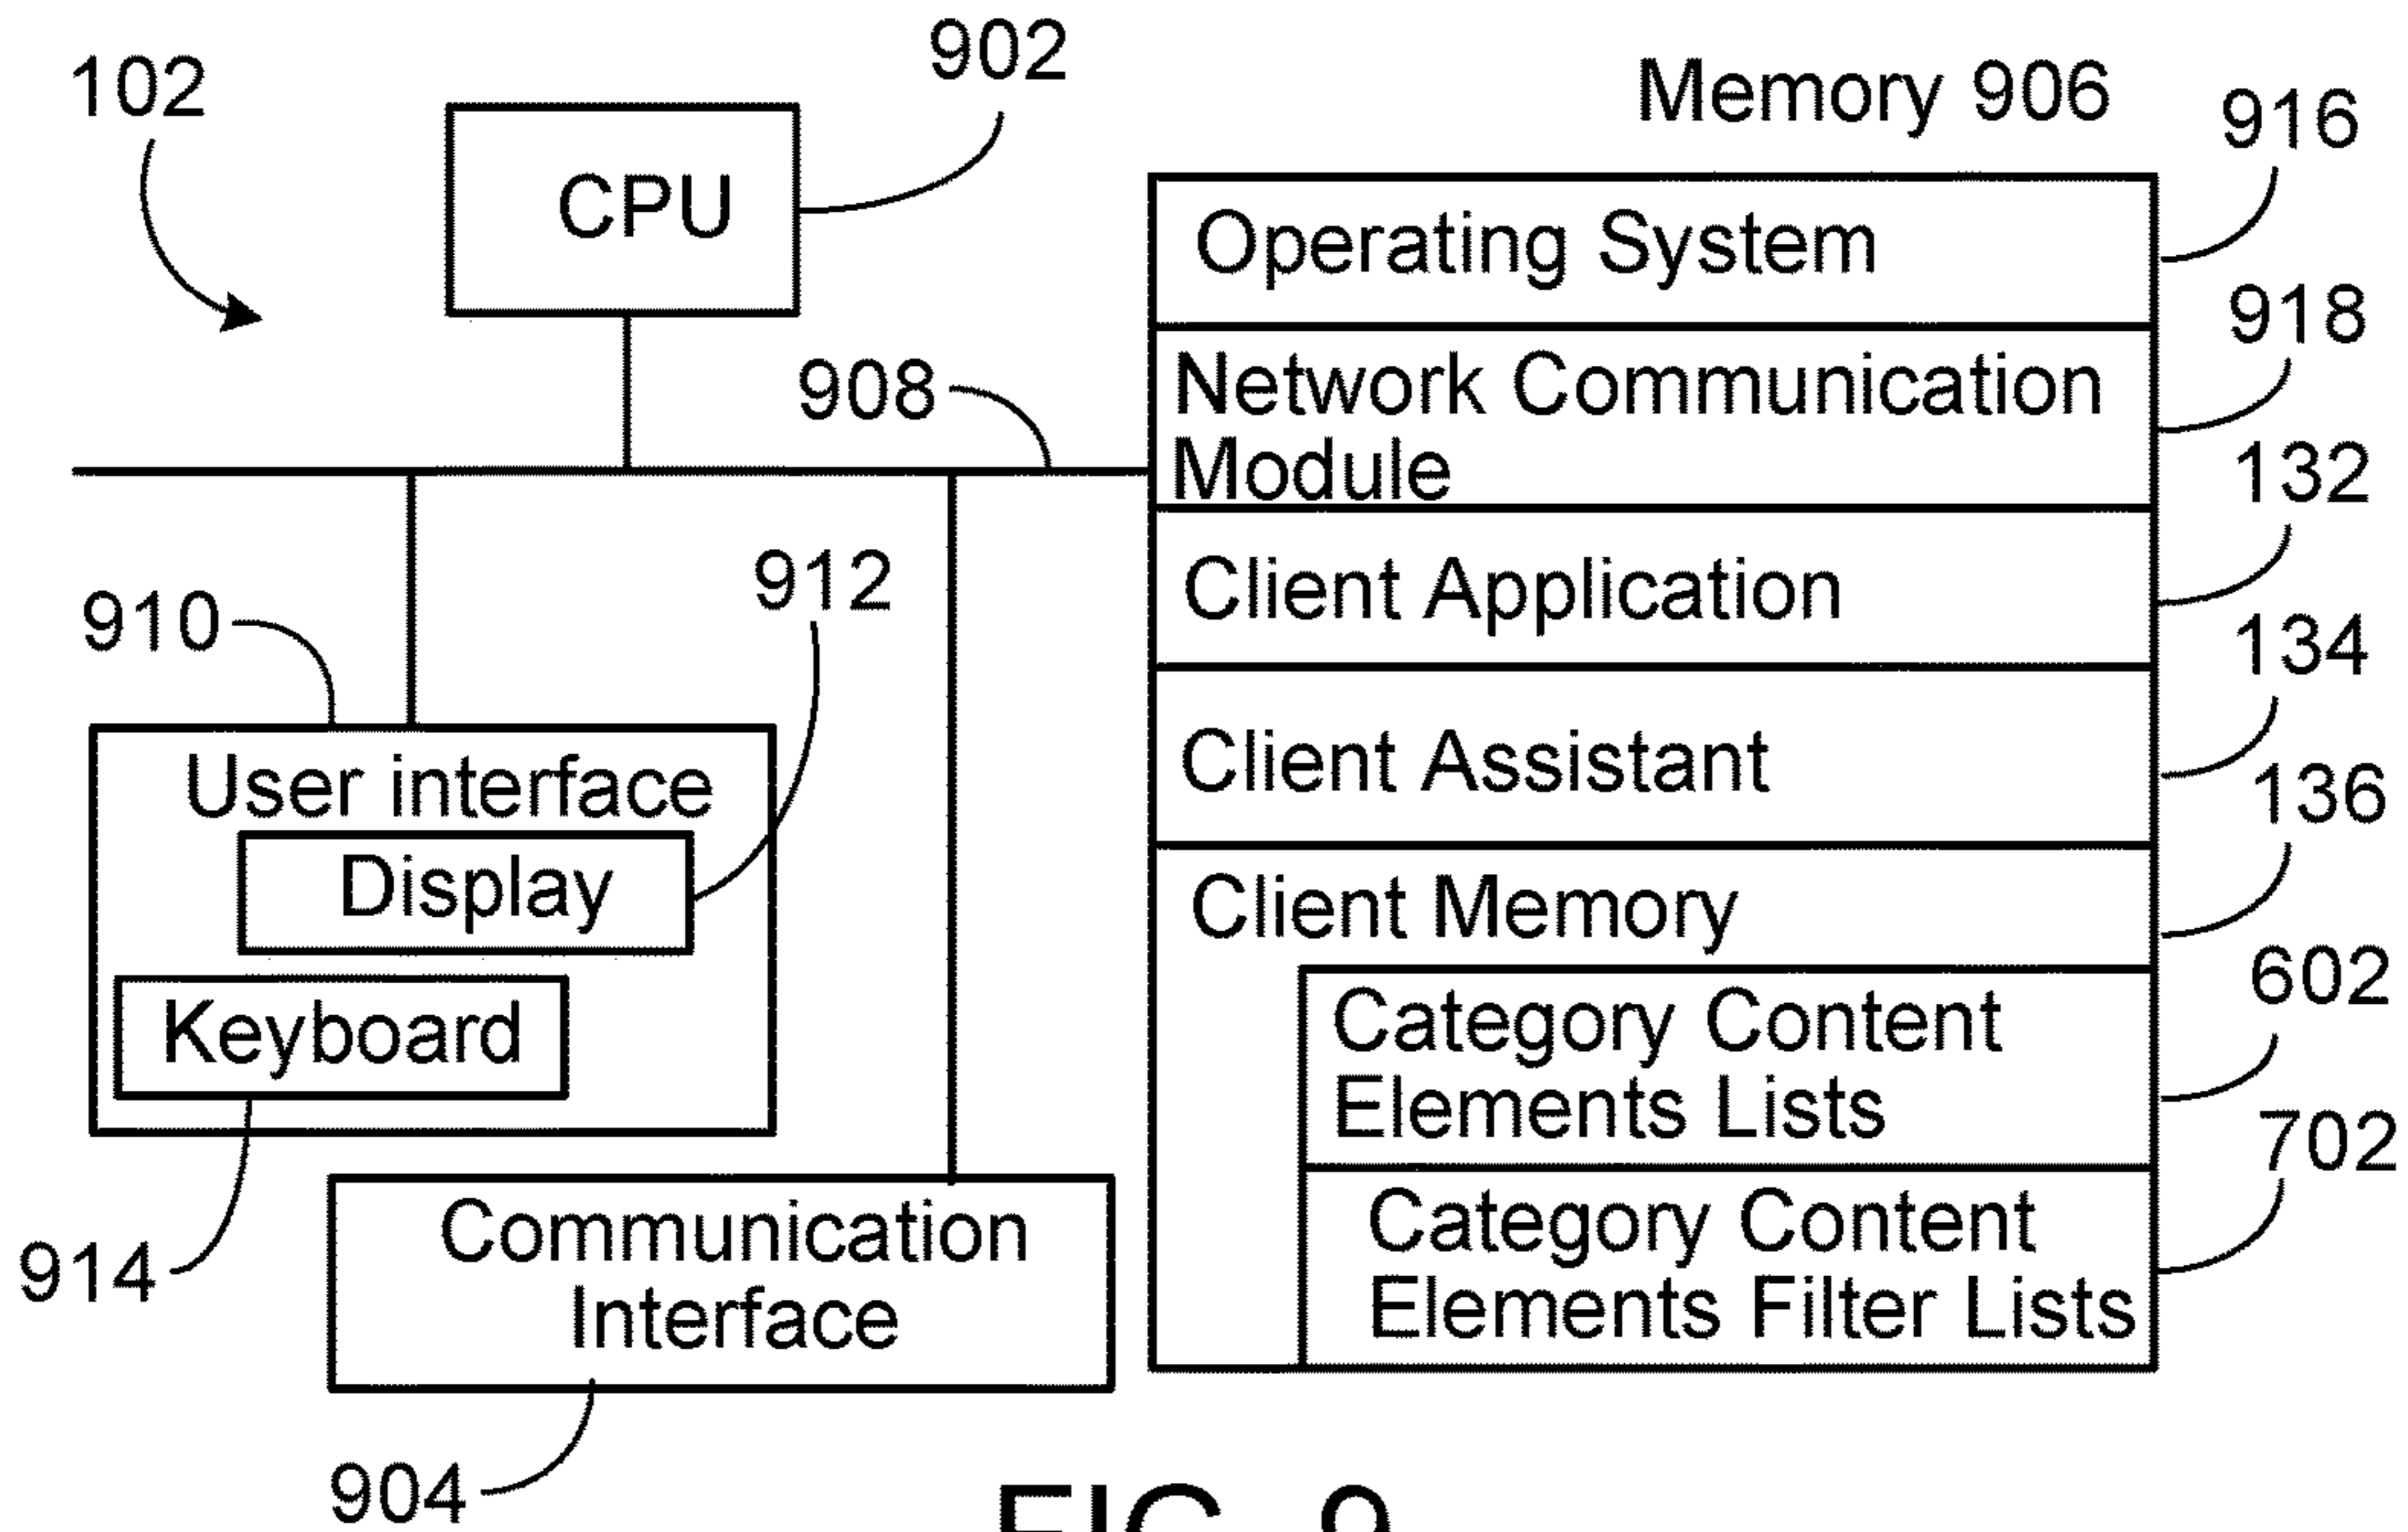 102
902
CPU
Memory 906
916
Operating System
918
Network Communication
Module
908
132
Client Application
912
910
134
Client Assistant
User interface
Display
136
Client Memory
Keyboard
602
Category Content
Elements Lists
702
Category Content
Elements Filter Lists
914
Communication
Interface
904
FIG. 9